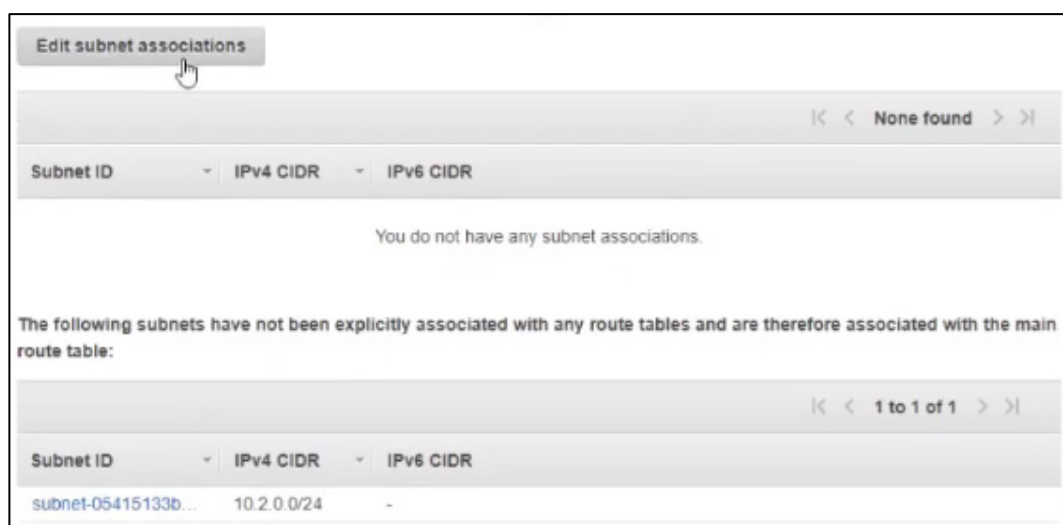 Edit subnet associations
None found
Subnet ID IPv4 CIDR IPv6 CIDR
You do not have any subnet associations.
The following subnets have not been explicitly associated with any route tables and are therefore associated with the main
route table:
1 to 1 of 1
Subnet ID IPv4 CIDR IPv6 CIDR
subnet-05415133b... 10.2.0.0/24 -